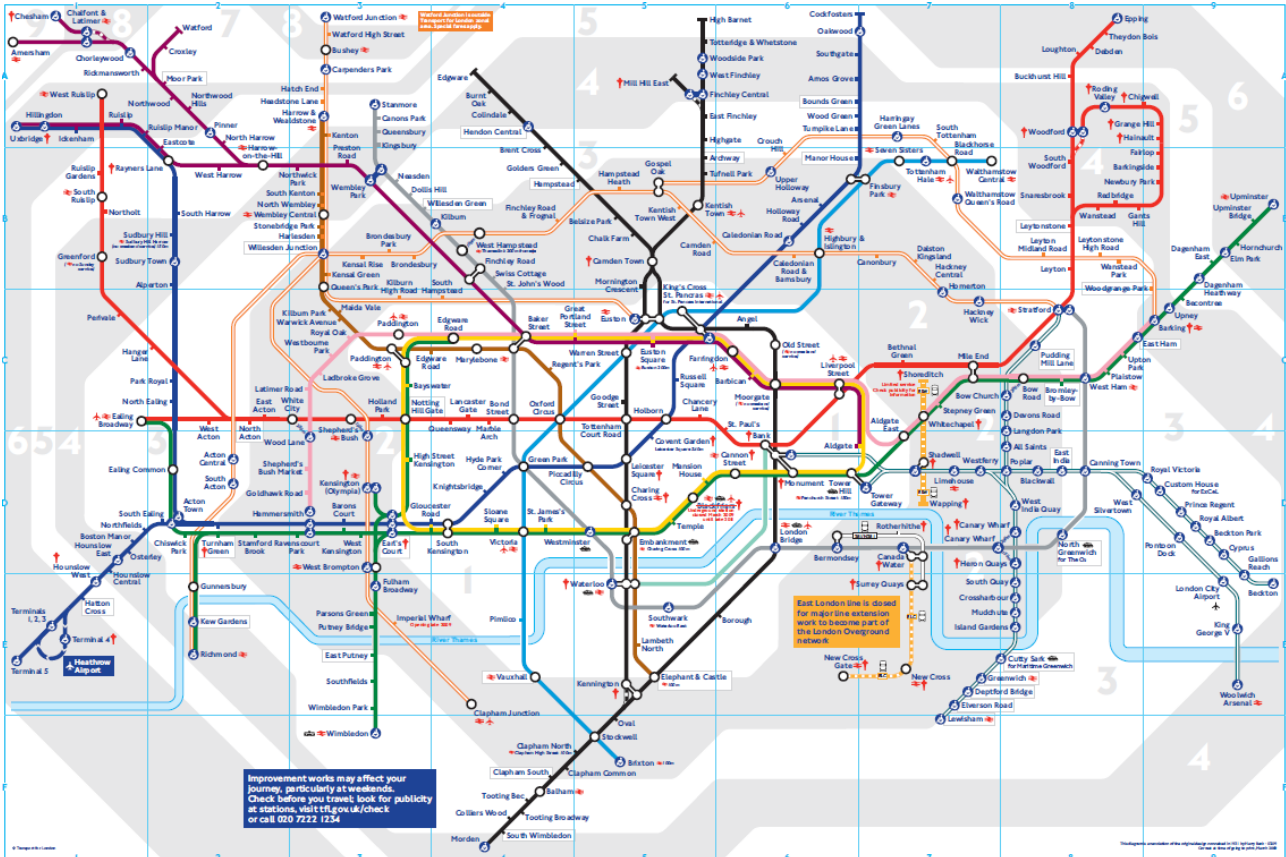 Chesham
Chalfont &
Latimer
Watford
Amersham
Croxley
Chorleywood
Rickmansworth
Moor Park
Northwood
Northwood
Hills
West Ruislip
Hillingdon
Ruislip
Ruislip Manor
Pinner
North Harrow
Uxbridge
Ickenham
Eastcote
Harrow-
on-the-Hill
Ruislip
Gardens
Rayners Lane
West Harrow
South
Ruislip
Northolt
South Harrow
Sudbury Hill
Greenford
Sudbury Town
Alperton
Perivale
Hanger
Lane
Park Royal
North Ealing
Ealing
Broadway
West
Acton
North
Acton
East
Acton
Ealing Common
Acton
Central
South
Acton
Acton
Town
South Ealing
Northfields
Boston Manor
Hounslow
East
Osterley
Hounslow
West
Hounslow
Central
Hatton
Cross
Terminals
1, 2, 3
Terminal 4
Terminal 5
Heathrow
Airport
Chiswick
Park
Turnham
Green
Stamford
Brook
Ravenscourt
Park
Gunnersbury
Kew Gardens
Richmond
Watford Junction
Watford Junction is outside
Transport for London zonal
area. Special fares apply.
Watford High Street
Bushey
Carpenders Park
Hatch End
Headstone Lane
Harrow &
Wealdstone
Kenton
Preston
Road
Northwick
Park
South Kenton
North Wembley
Wembley Central
Stonebridge Park
Harlesden
Willesden Junction
Kensal Green
Queen's Park
Kensal Rise
Brondesbury
Park
Brondesbury
Kilburn
High Road
South
Hampstead
Stanmore
Canons Park
Queensbury
Kingsbury
Wembley
Park
Neasden
Dollis Hill
Willesden Green
Kilburn
West Hampstead
Finchley Road
Swiss Cottage
St. John's Wood
Finchley Road
& Frognal
Edgware
Burnt
Oak
Colindale
Hendon Central
Brent Cross
Golders Green
Hampstead
Belsize Park
Chalk Farm
Camden Town
Mornington
Crescent
Hampstead
Heath
Gospel
Oak
Kentish
Town West
Kentish
Town
Camden
Road
High Barnet
Totteridge & Whetstone
Woodside Park
West Finchley
Mill Hill East
Finchley Central
East Finchley
Highgate
Archway
Tufnell Park
Cockfosters
Oakwood
Southgate
Arnos Grove
Bounds Green
Wood Green
Turnpike Lane
Manor House
Crouch
Hill
Upper
Holloway
Harringay
Green Lanes
South
Tottenham
Seven Sisters
Blackhorse
Road
Tottenham
Hale
Walthamstow
Central
Walthamstow
Queen's Road
Finsbury
Park
Arsenal
Holloway
Road
Caledonian Road
Highbury &
Islington
Caledonian
Road &
Barnsbury
Canonbury
Dalston
Kingsland
Hackney
Central
Homerton
Hackney
Wick
Leyton
Midland Road
Leytonstone
High Road
Wanstead
Park
Woodgrange Park
Epping
Theydon Bois
Loughton
Debden
Buckhurst Hill
Roding
Valley
Chigwell
Woodford
Grange Hill
Hainault
Fairlop
Barkingside
Newbury Park
South
Woodford
Snaresbrook
Redbridge
Wanstead
Gants
Hill
Leytonstone
Leyton
Stratford
Upminster
Upminster
Bridge
Hornchurch
Elm Park
Dagenham
East
Dagenham
Heathway
Becontree
Upney
Barking
East Ham
Upton
Park
Plaistow
West Ham
Kilburn Park
Maida Vale
Warwick Avenue
Royal Oak
Westbourne
Park
Paddington
Paddington
Edgware
Road
Edgware
Road
Marylebone
Baker
Street
Great
Portland
Street
Regent's Park
Warren Street
Euston
Euston
Square
King's Cross
St. Pancras
for St. Pancras International
Angel
Old Street
Farringdon
Barbican
Moorgate
Liverpool
Street
Bethnal
Green
Mile End
Shoreditch
Limited service
Check publicity for
information
Pudding
Mill Lane
Bow
Road
Bow Church
Bromley-
by-Bow
Stepney Green
Whitechapel
Devons Road
Langdon Park
All Saints
Ladbroke Grove
Latimer Road
White
City
Wood Lane
Shepherd's
Bush
Shepherd's
Bush Market
Goldhawk Road
Hammersmith
Holland
Park
Notting
Hill Gate
Bayswater
Queensway
Lancaster
Gate
Marble
Arch
Bond
Street
Oxford
Circus
Goodge
Street
Tottenham
Court Road
Russell
Square
Holborn
Chancery
Lane
St. Paul's
Bank
Covent Garden
Leicester
Square
Cannon
Street
Mansion
House
Monument
Aldgate
Aldgate
East
Tower
Hill
Tower
Gateway
Shadwell
Limehouse
Westferry
Poplar
Blackwall
East
India
Canning Town
Wapping
High Street
Kensington
Kensington
(Olympia)
Barons
Court
West
Kensington
Earl's
Court
Gloucester
Road
South
Kensington
Knightsbridge
Hyde Park
Corner
Green Park
Piccadilly
Circus
Charing
Cross
Sloane
Square
Victoria
St. James's
Park
Westminster
Embankment
Temple
Blackfriars
River Thames
London
Bridge
Bermondsey
Rotherhithe
Canada
Water
Surrey Quays
Canary Wharf
Canary Wharf
West
India Quay
Heron Quays
South Quay
Crossharbour
Mudchute
Island Gardens
North
Greenwich
for The O2
Cutty Sark
for Maritime Greenwich
Greenwich
Deptford Bridge
Elverson Road
Lewisham
Royal Victoria
Custom House
for ExCeL
Prince Regent
Royal Albert
Beckton Park
Cyprus
Gallions
Reach
Beckton
West
Silvertown
Pontoon
Dock
London City
Airport
King
George V
Woolwich
Arsenal
West Brompton
Fulham
Broadway
Parsons Green
Putney Bridge
East Putney
Southfields
Wimbledon Park
Wimbledon
Imperial Wharf
Clapham Junction
River Thames
Pimlico
Vauxhall
Waterloo
Southwark
Lambeth
North
Borough
Elephant & Castle
Kennington
Oval
Stockwell
Brixton
Clapham North
Clapham Common
Clapham South
Balham
Tooting Bec
Tooting Broadway
Colliers Wood
South Wimbledon
Morden
East London line is closed
for major line extension
work to become part of
the London Overground
network
New Cross
Gate
New Cross
Improvement works may affect your
journey, particularly at weekends.
Check before you travel; look for publicity
at stations, visit tfl.gov.uk/check
or call 020 7222 1234